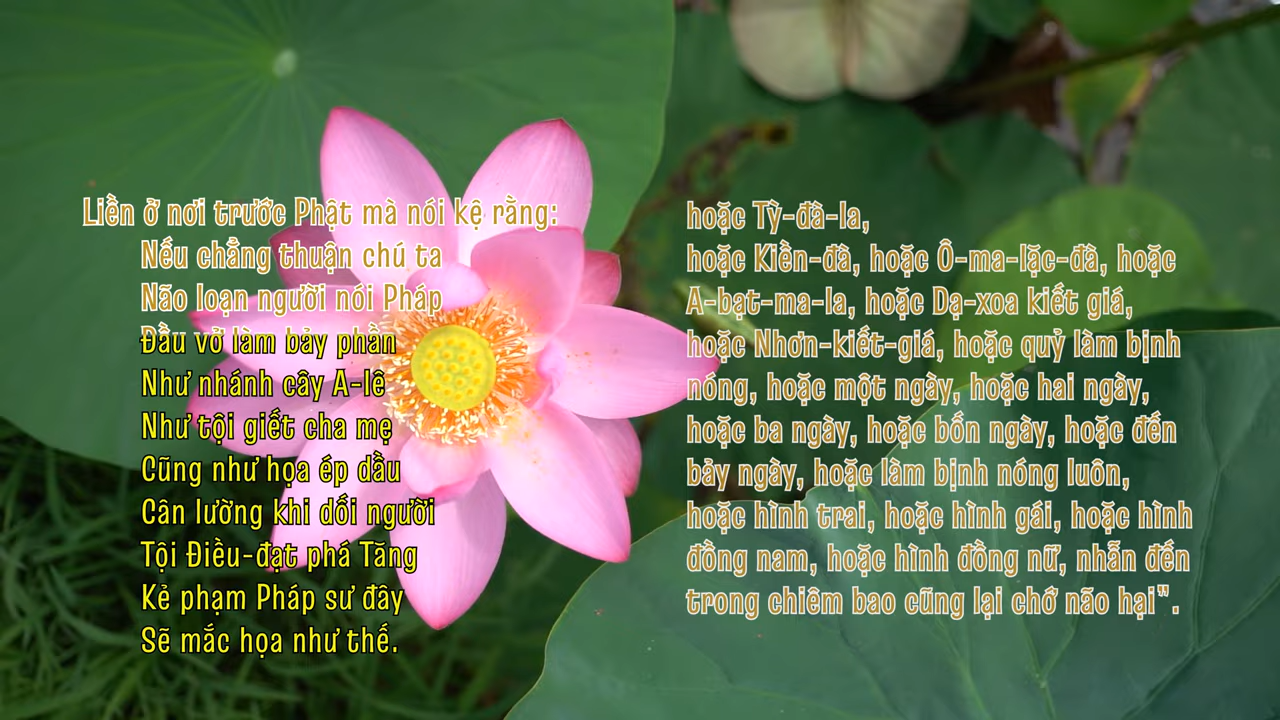 Liền ở nơi trước Phật mà nói kệ rằng:
Nếu chẳng thuận chú ta
Não loạn người nói Pháp
Đầu vỡ làm bảy phần
Như nhánh cây A-lê
Như tội giết cha mẹ
Cũng như họa ép dầu
Cân lường khi dối người
Tội Điều-đạt phá Tăng
Kẻ phạm Pháp sư đây
Sẽ mắc họa như thế.
hoặc Tỳ-đà-la,
hoặc Kiền-đà, hoặc Ô-ma-lặc-đà, hoặc
A-bạt-ma-la, hoặc Dạ-xoa kiết giá,
hoặc Nhơn-kiết-giá, hoặc quỷ làm bịnh
nóng, hoặc một ngày, hoặc hai ngày,
hoặc ba ngày, hoặc bốn ngày, hoặc đến
bảy ngày, hoặc làm bịnh nóng luôn,
hoặc hình trai, hoặc hình gái, hoặc hình
đồng nam, hoặc hình đồng nữ, nhẫn đến
trong chiêm bao cũng lại chớ não hại”.